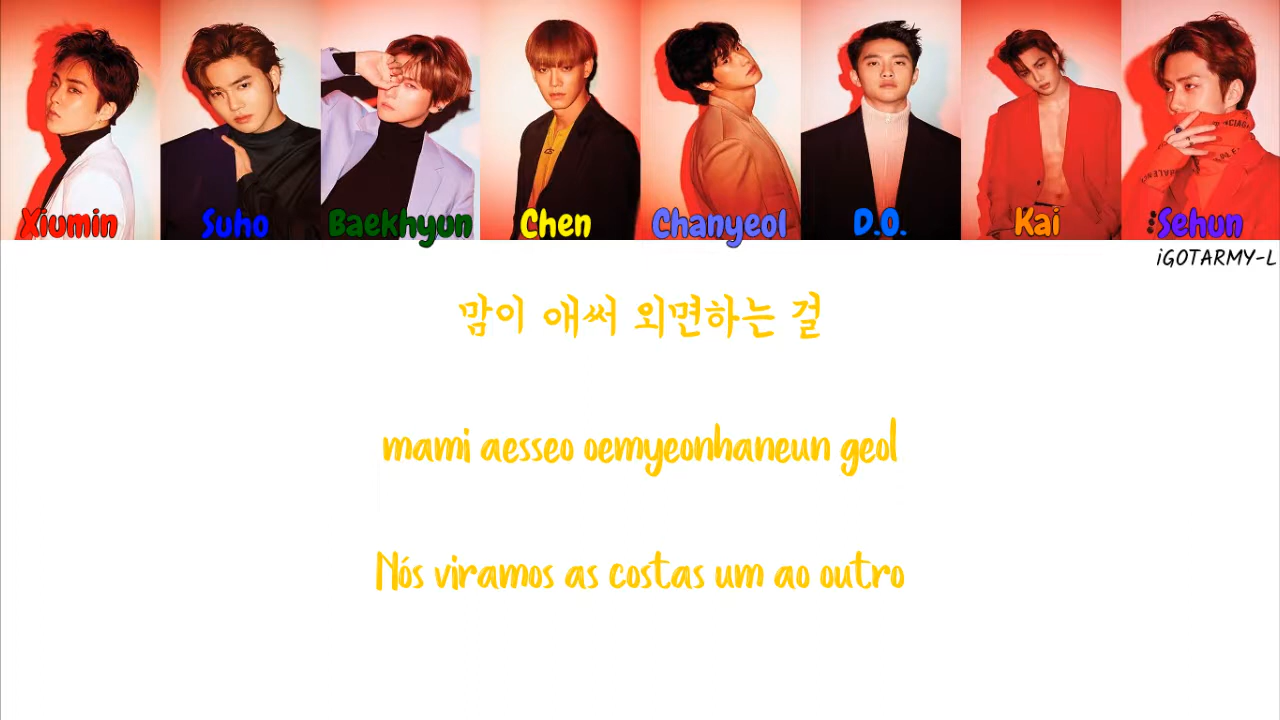 Xiumin Suho Baekhyun Chen Chanyeol D.O. Kai Sehun
iGOTARMY-L
맘이 애써 외면하는 걸
mami aesseo oemyeonhaneun geol
Nós viramos as costas um ao outro